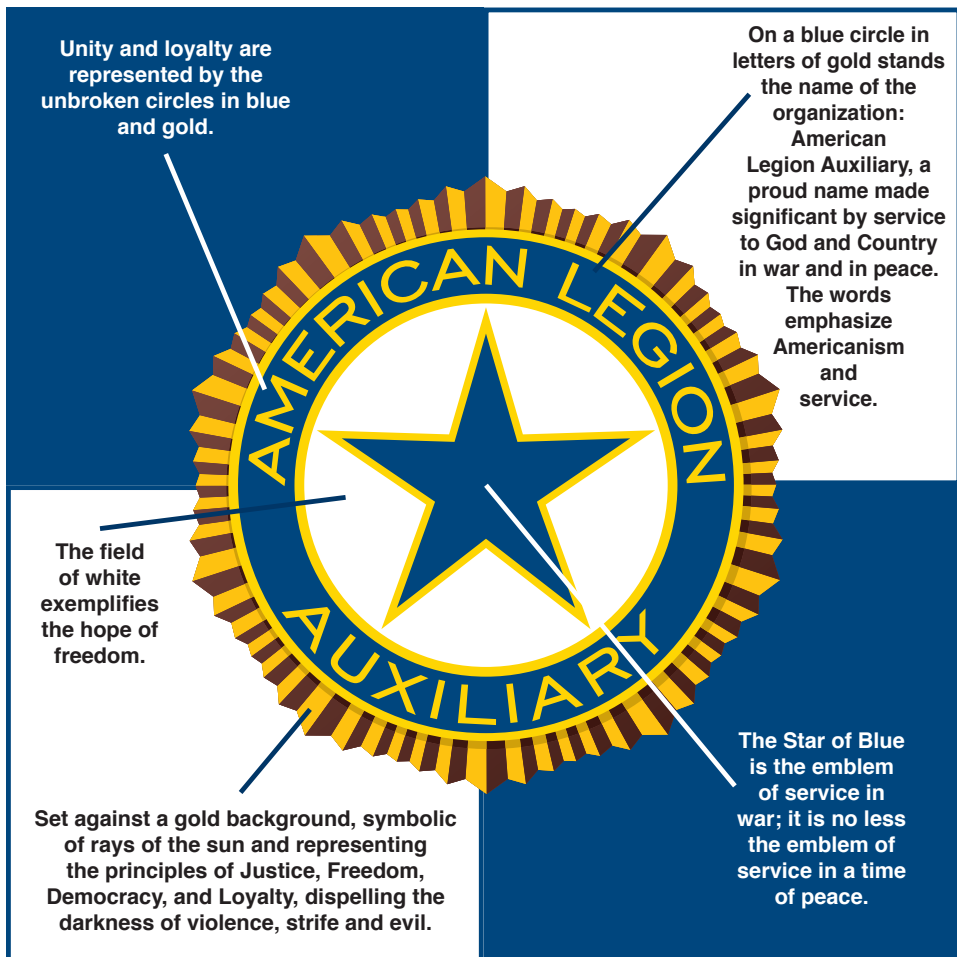 Unity and loyalty are
represented by the
unbroken circles in blue
and gold.
On a blue circle in
letters of gold stands
the name of the
organization:
American
Legion Auxiliary, a
proud name made
significant by service
to God and Country
in war and in peace.
The words
emphasize
Americanism
and
service.
AMERICAN LEGION
AUXILIARY
The field
of white
exemplifies
the hope of
freedom.
Set against a gold background, symbolic
of rays of the sun and representing
the principles of Justice, Freedom,
Democracy, and Loyalty, dispelling the
darkness of violence, strife and evil.
The Star of Blue
is the emblem
of service in
war; it is no less
the emblem of
service in a time
of peace.